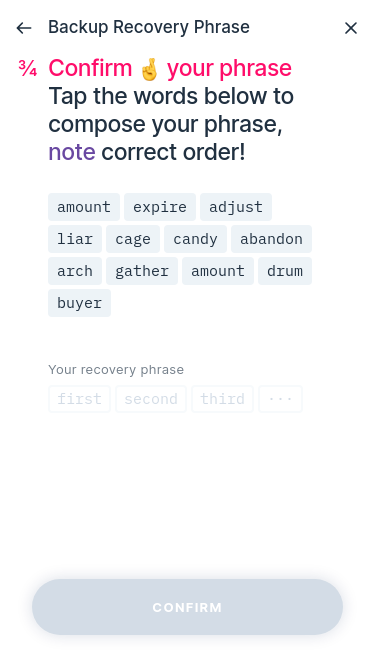 Backup Recovery Phrase
¾ Confirm 🤞 your phrase
Tap the words below to
compose your phrase,
note correct order!
amount expire adjust
liar cage candy abandon
arch gather amount drum
buyer
Your recovery phrase
first second third ···
CONFIRM